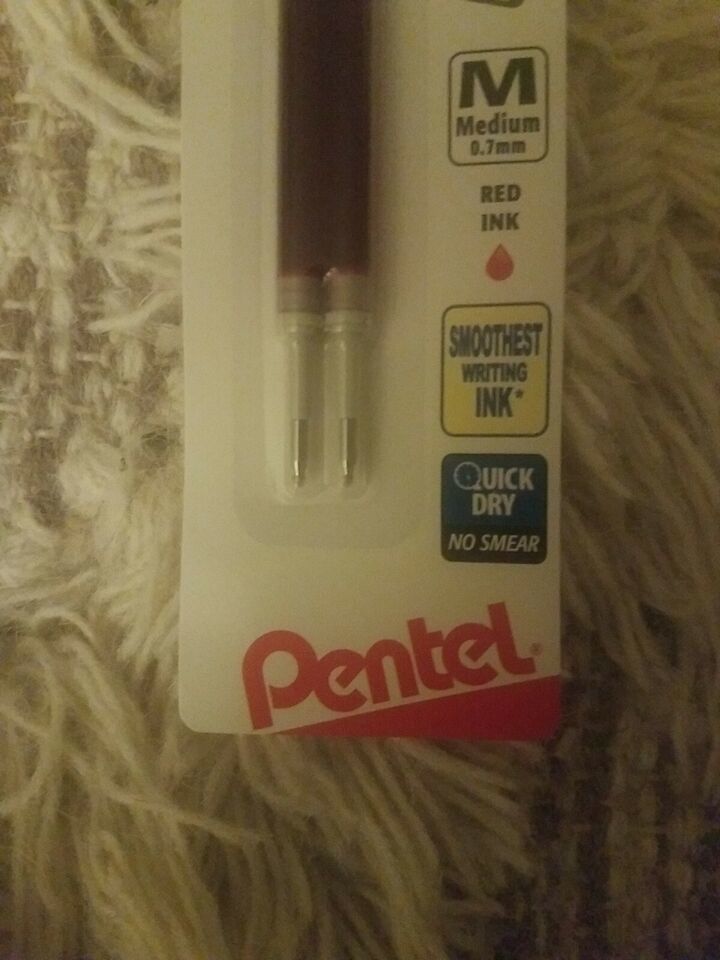 M
Medium
0.7mm
RED
INK
SMOOTHEST
WRITING
INK*
QUICK
DRY
NO SMEAR
Pentel®